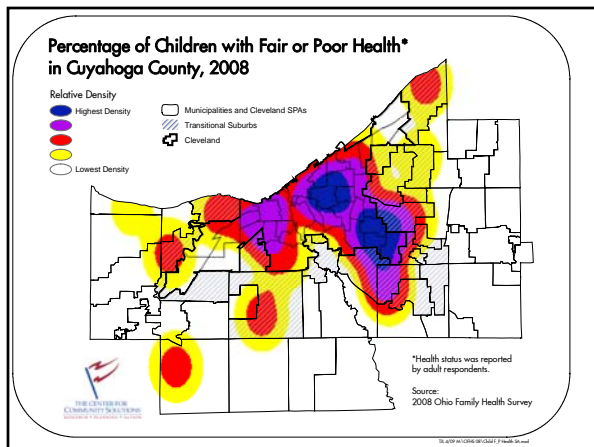 Percentage of Children with Fair or Poor Health*
in Cuyahoga County, 2008
Relative Density
Highest Density
Lowest Density
Municipalities and Cleveland SPAs
Transitional Suburbs
Cleveland
*Health status was reported
by adult respondents.
Source:
2008 Ohio Family Health Survey
THE CENTER FOR
COMMUNITY SOLUTIONS